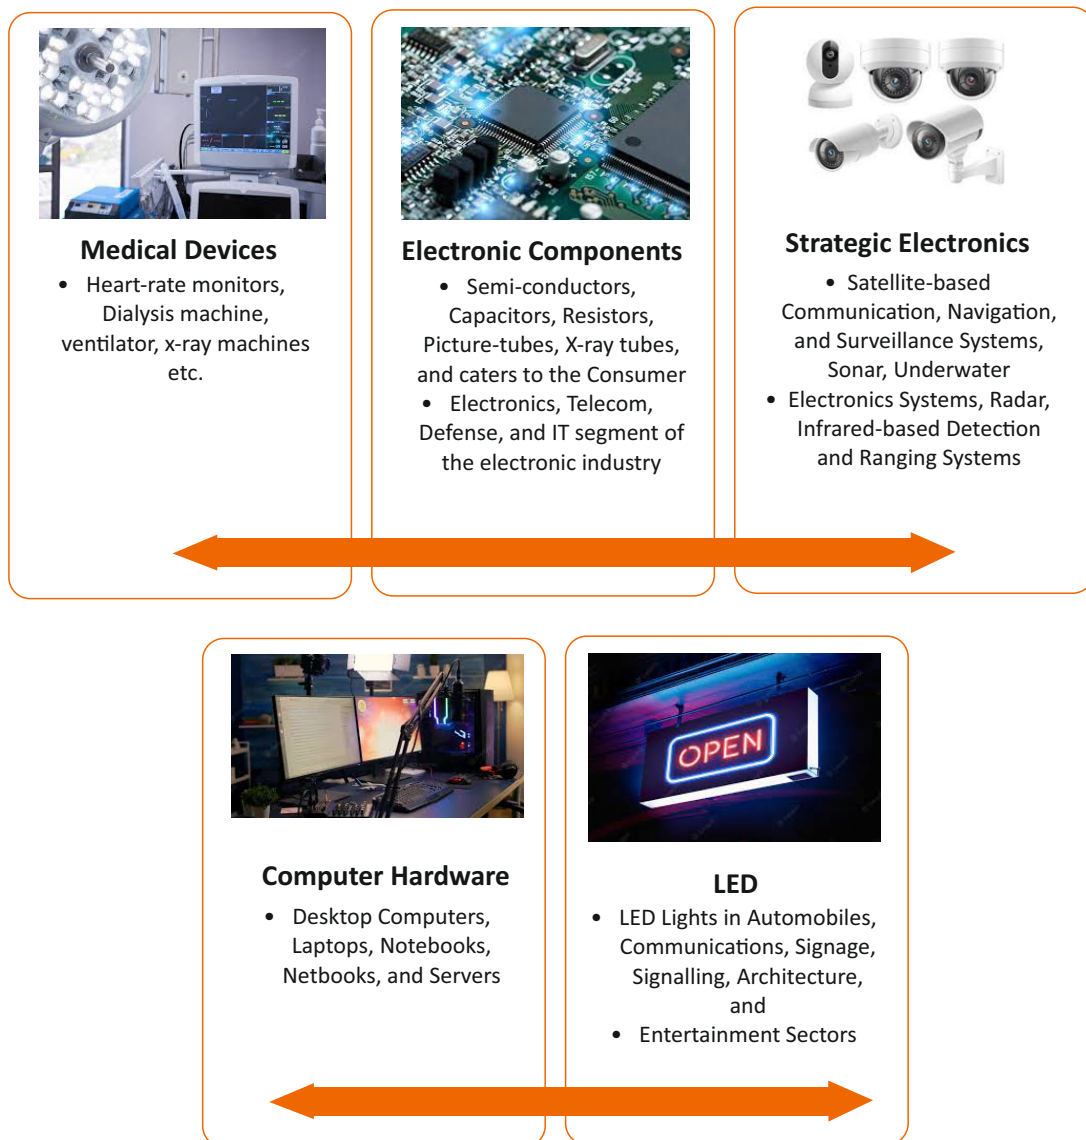 Medical Devices
• Heart-rate monitors,
Dialysis machine,
ventilator, x-ray machines
etc.
Electronic Components
• Semi-conductors,
Capacitors, Resistors,
Picture-tubes, X-ray tubes,
and caters to the Consumer
• Electronics, Telecom,
Defense, and IT segment of
the electronic industry
Strategic Electronics
• Satellite-based
Communication, Navigation,
and Surveillance Systems,
Sonar, Underwater
• Electronics Systems, Radar,
Infrared-based Detection
and Ranging Systems
Computer Hardware
• Desktop Computers,
Laptops, Notebooks,
Netbooks, and Servers
OPEN
LED
• LED Lights in Automobiles,
Communications, Signage,
Signalling, Architecture,
and
• Entertainment Sectors